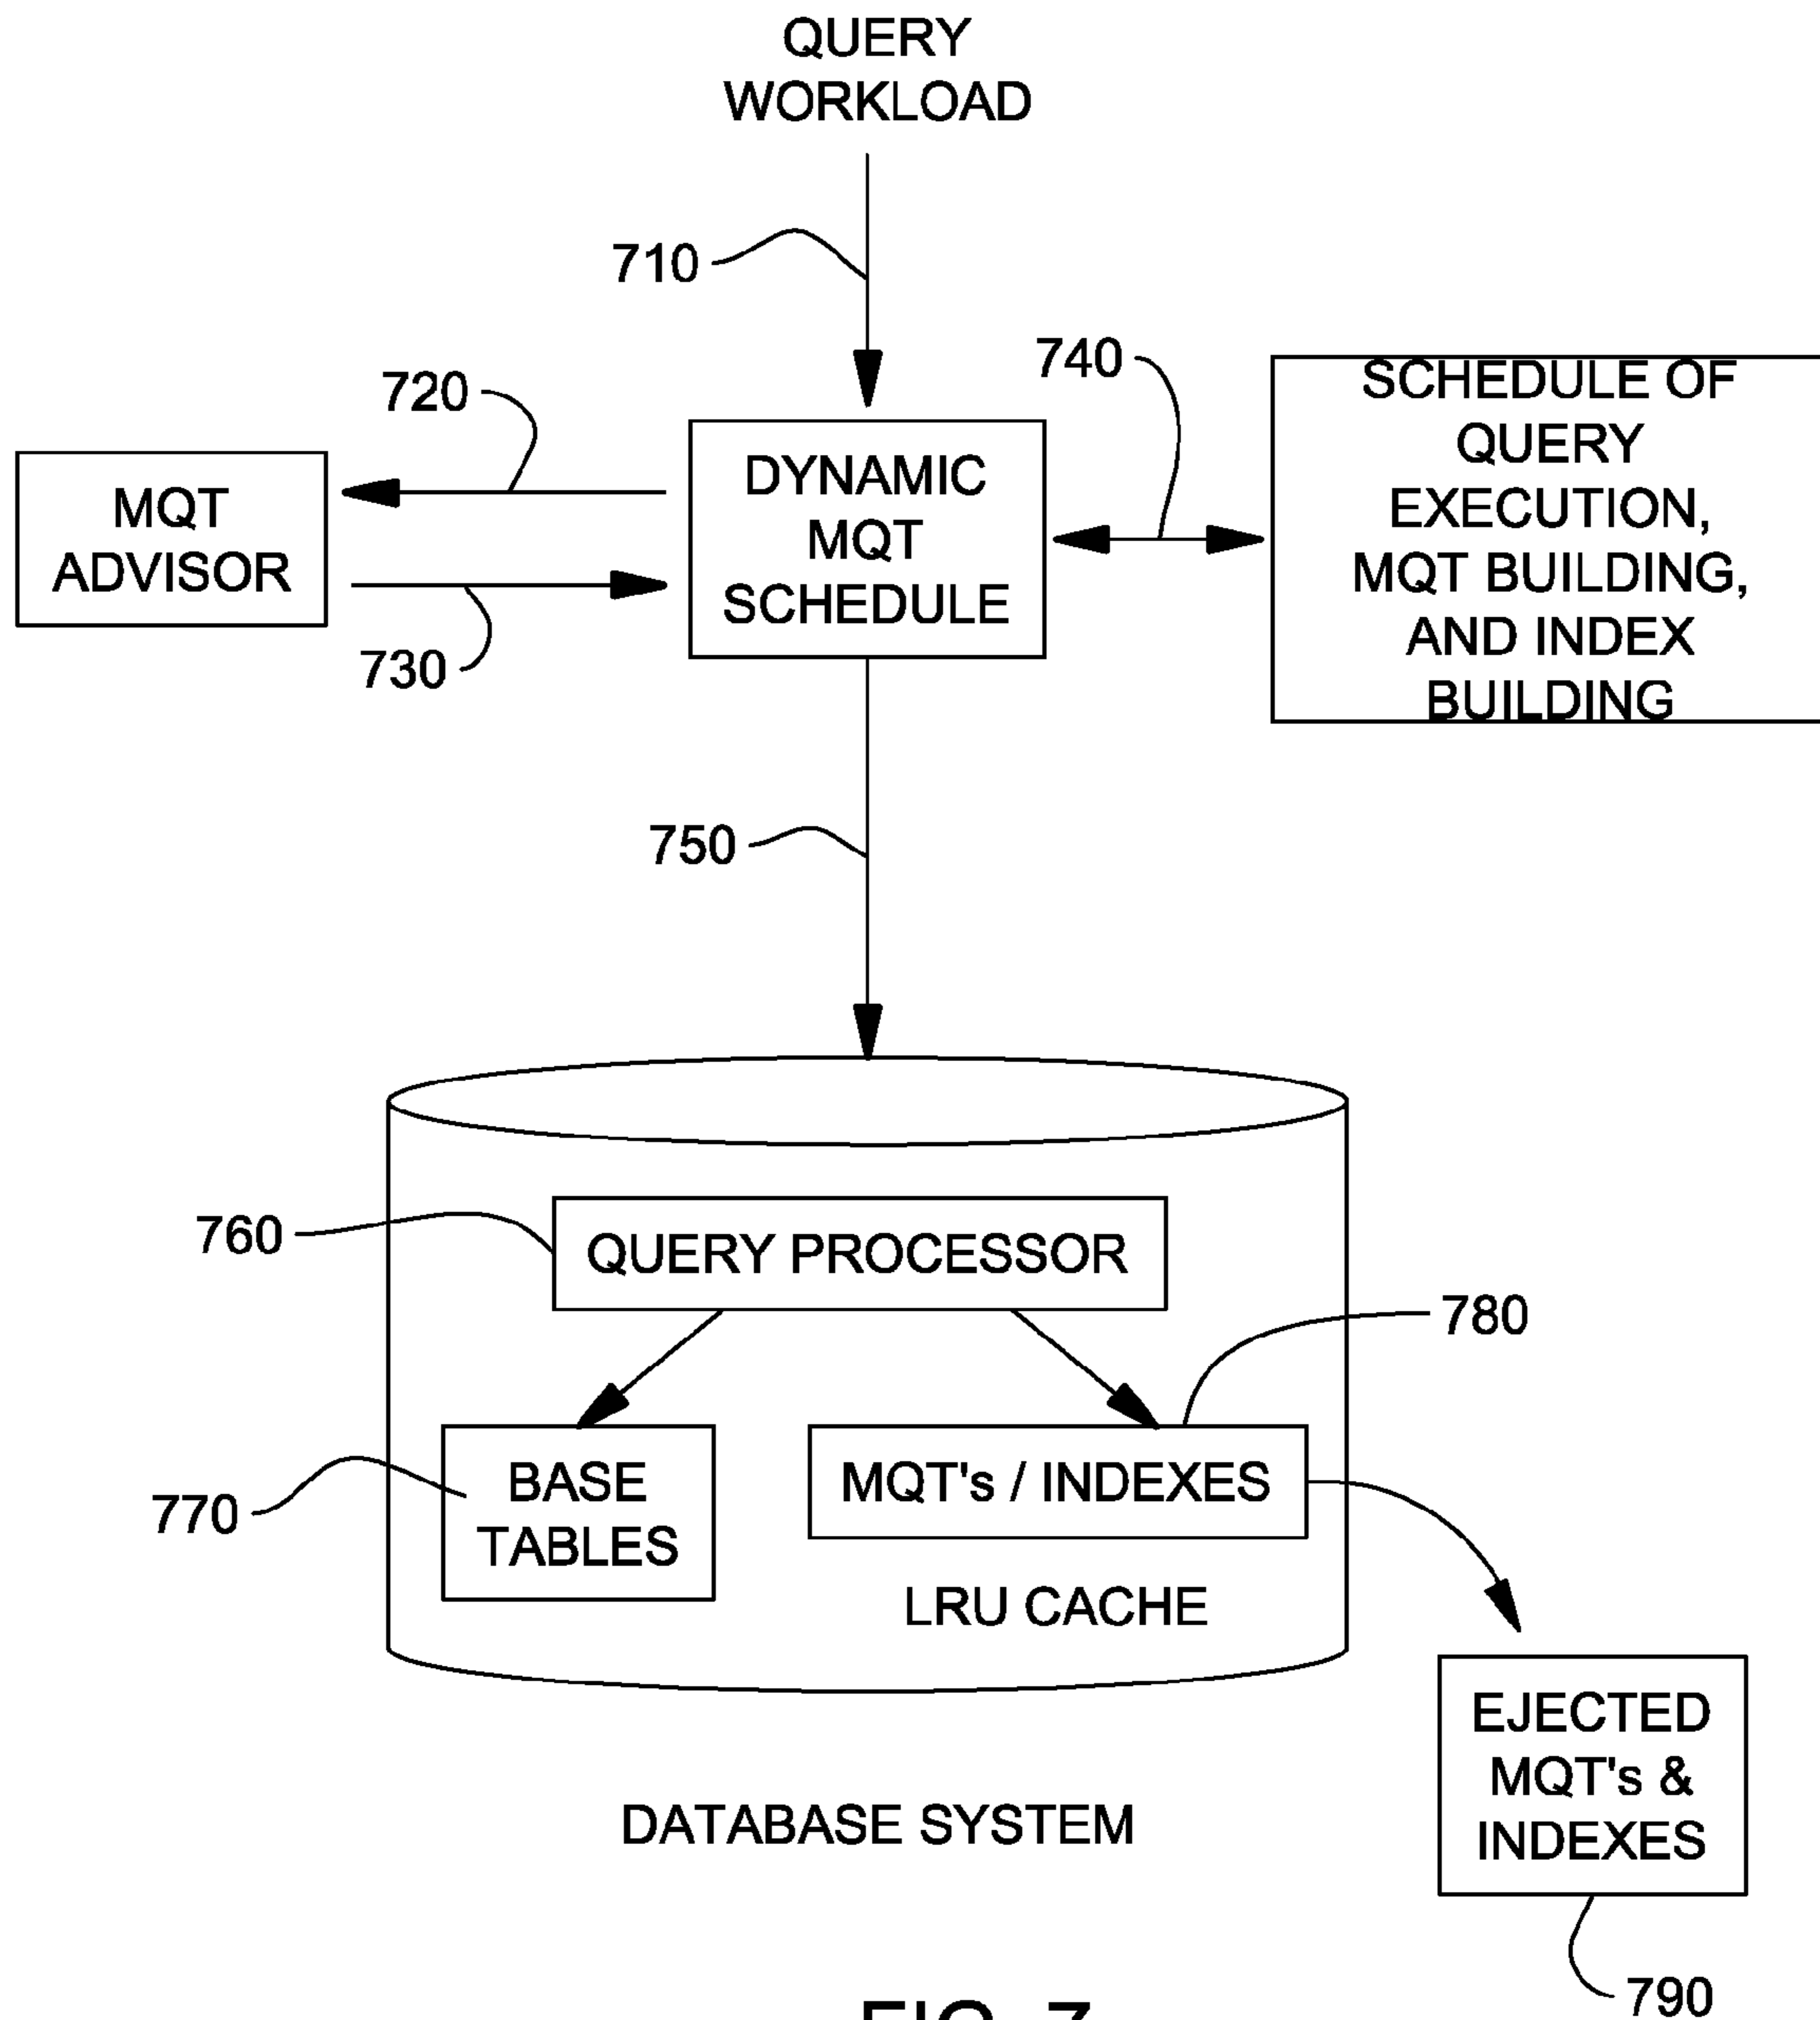 QUERY
WORKLOAD
710
740
720
SCHEDULE OF
QUERY
EXECUTION,
MQT BUILDING,
AND INDEX
BUILDING
DYNAMIC
MQT
SCHEDULE
MQT
ADVISOR
730
750
760
QUERY PROCESSOR
780
770
BASE
TABLES
MQT's / INDEXES
LRU CACHE
EJECTED
MQT's &
INDEXES
DATABASE SYSTEM
790
FIG. 7